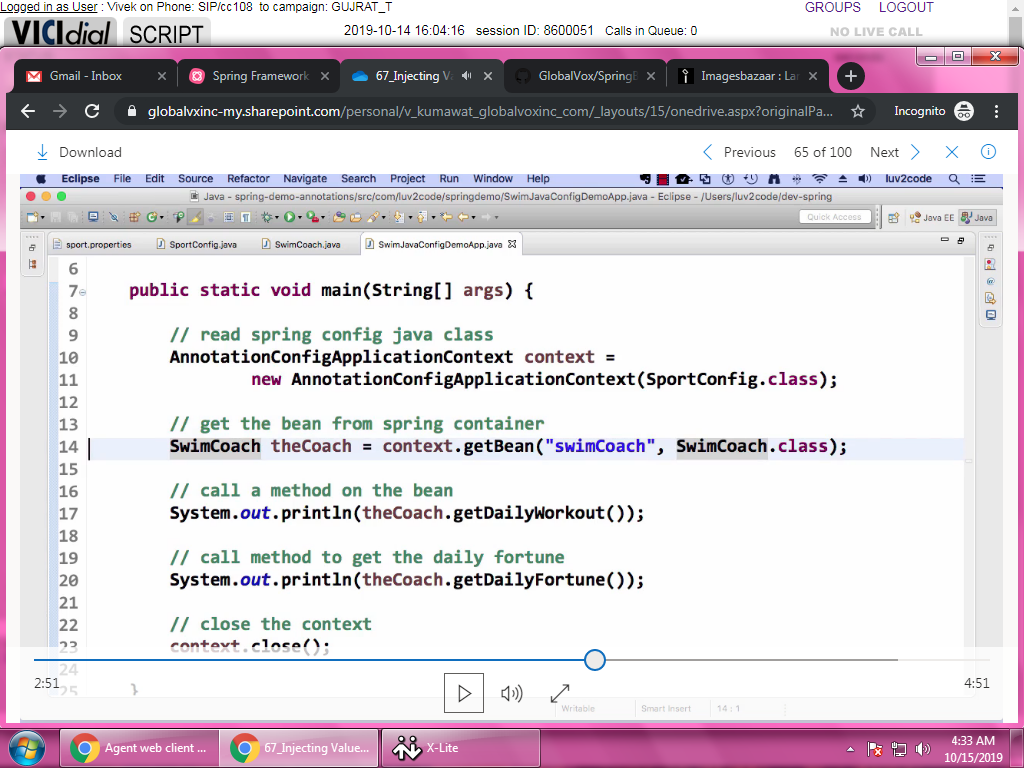 Logged in as User : Vivek on Phone: SIP/cc108 to campaign: GUJRAT_T GROUPS LOGOUT
VICIdial SCRIPT 2019-10-14 16:04:16 session ID: 8600051 Calls in Queue: 0 NO LIVE CALL
Gmail - Inbox Spring Framework 67_Injecting Va GlobalVox/SpringB Imagesbazaar : Lar
globalvxinc-my.sharepoint.com/personal/v_kumawat_globalvoxinc_com/_layouts/15/onedrive.aspx?originalPa... Incognito
Download Previous 65 of 100 Next
Eclipse File Edit Source Refactor Navigate Search Project Run Window Help luv2code
Java - spring-demo-annotations/src/com/luv2code/springdemo/SwimJavaConfigDemoApp.java - Eclipse - /Users/luv2code/dev-spring
Quick Access Java EE Java
sport.properties SportConfig.java SwimCoach.java SwimJavaConfigDemoApp.java
6
7 public static void main(String[] args) {
8
9 // read spring config java class
10 AnnotationConfigApplicationContext context =
11 new AnnotationConfigApplicationContext(SportConfig.class);
12
13 // get the bean from spring container
14 SwimCoach theCoach = context.getBean("swimCoach", SwimCoach.class);
15
16 // call a method on the bean
17 System.out.println(theCoach.getDailyWorkout());
18
19 // call method to get the daily fortune
20 System.out.println(theCoach.getDailyFortune());
21
22 // close the context
23 context.close();
24
25 }
2:51 4:51
Writable Smart Insert 14 : 1
Agent web client ... 67_Injecting Value... X-Lite 4:33 AM
10/15/2019